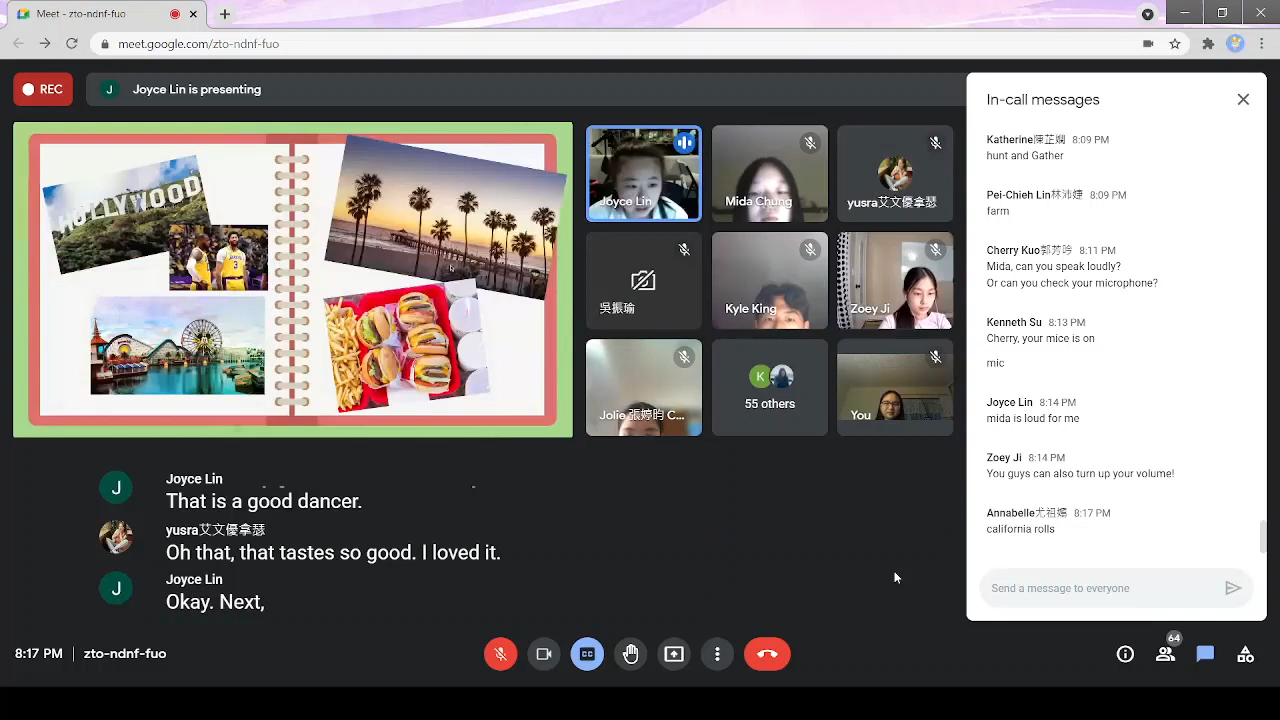 Meet - zto-ndnf-fuo
meet.google.com/zto-ndnf-fuo
REC
J
Joyce Lin is presenting
HOLLYWOOD
3
Joyce Lin
Mida Chung
yusra艾文優拿瑟
吳振瑜
Kyle King
Zoey Ji
Jolie 張婷昀 C...
K
55 others
You
J
Joyce Lin
That is a good dancer.
yusra艾文優拿瑟
Oh that, that tastes so good. I loved it.
J
Joyce Lin
Okay. Next,
In-call messages
Katherine陳芷嫻 8:09 PM
hunt and Gather
Pei-Chieh Lin林沛婕 8:09 PM
farm
Cherry Kuo郭芳吟 8:11 PM
Mida, can you speak loudly?
Or can you check your microphone?
Kenneth Su 8:13 PM
Cherry, your mice is on
mic
Joyce Lin 8:14 PM
mida is loud for me
Zoey Ji 8:14 PM
You guys can also turn up your volume!
Annabelle尤祖嫣 8:17 PM
california rolls
Send a message to everyone
8:17 PM
zto-ndnf-fuo
CC
64